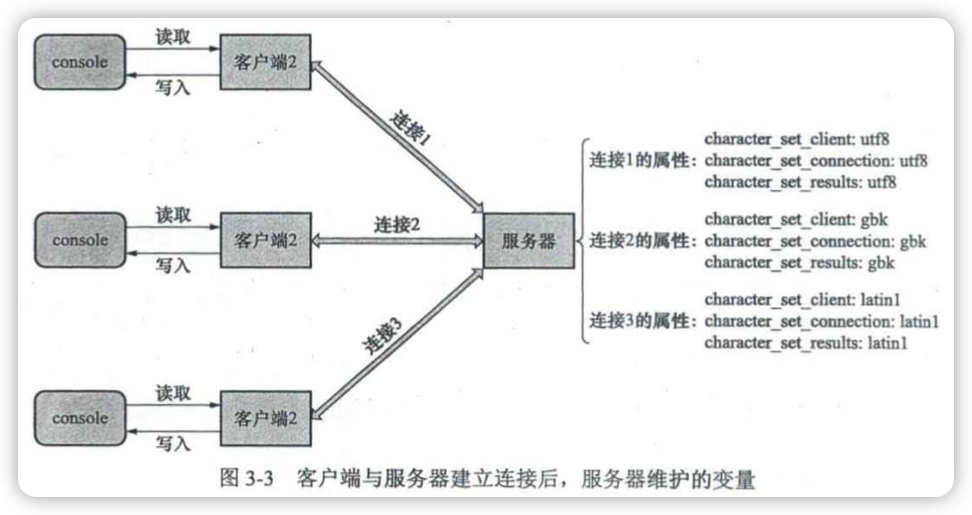 读取
console
客户端2
写入
连接1
读取
console
客户端2
写入
连接2
读取
console
客户端2
写入
连接3
服务器
连接1的属性：
character_set_client: utf8
character_set_connection: utf8
character_set_results: utf8
连接2的属性：
character_set_client: gbk
character_set_connection: gbk
character_set_results: gbk
连接3的属性：
character_set_client: latin1
character_set_connection: latin1
character_set_results: latin1
图 3-3 客户端与服务器建立连接后，服务器维护的变量